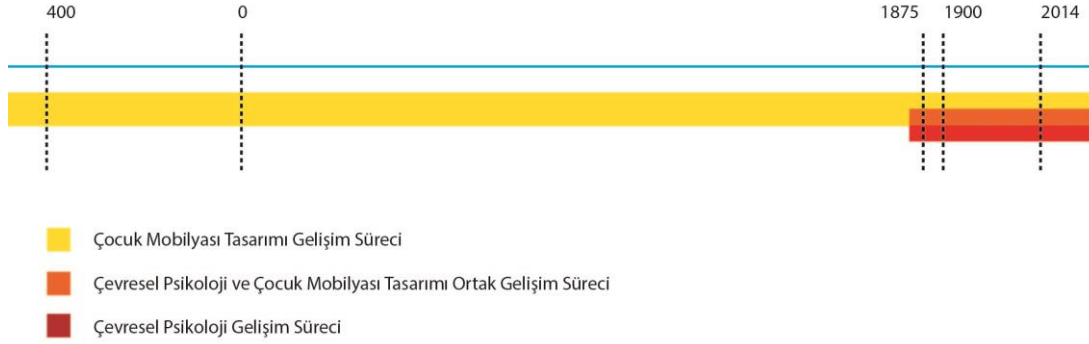 400 0 1875 1900 2014
Çocuk Mobilyası Tasarımı Gelişim Süreci
Çevresel Psikoloji ve Çocuk Mobilyası Tasarımı Ortak Gelişim Süreci
Çevresel Psikoloji Gelişim Süreci